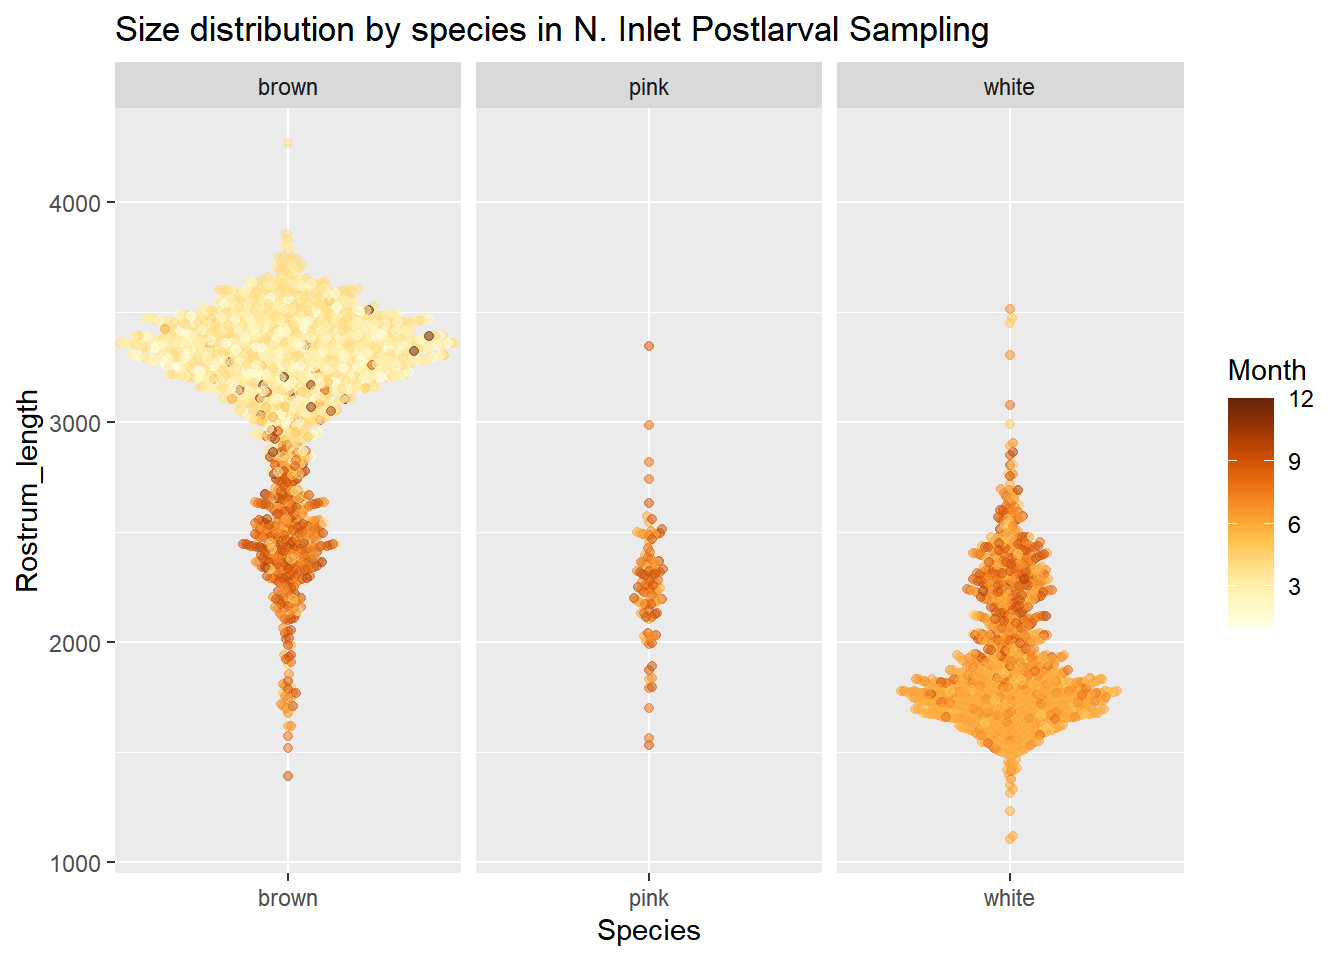 Size distribution by species in N. Inlet Postlarval Sampling
brown
pink
white
4000
3000
2000
1000
Rostrum_length
brown
pink
white
Species
Month
12
9
6
3